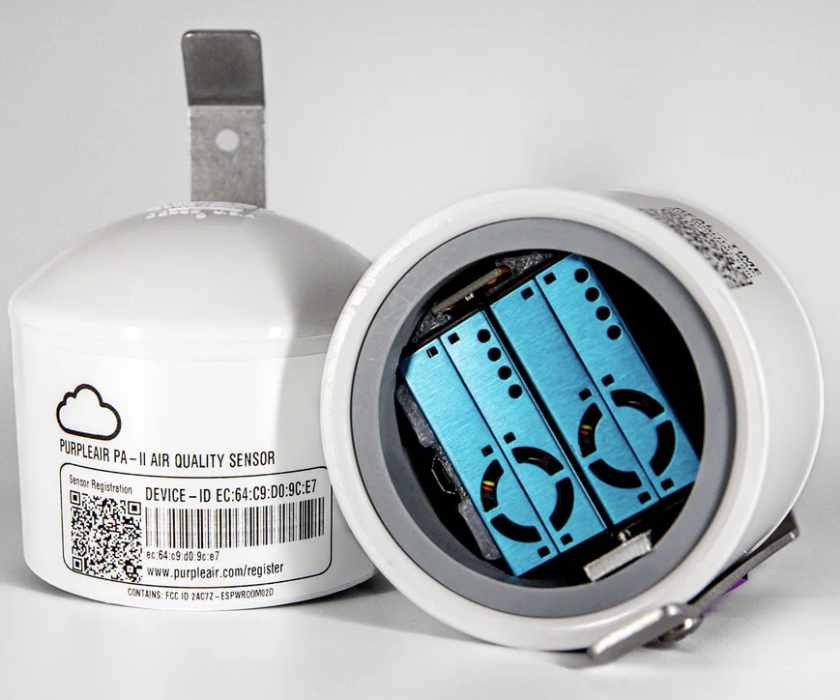 PURPLEAIR PA-II AIR QUALITY SENSOR
Sensor Registration
DEVICE-ID EC:64:C9:D0:9C:E7
ec:64:c9:d0:9c:e7
www.purpleair.com/register
CONTAINS: FCC ID 2AC7Z-ESPWROOM02D
TIME